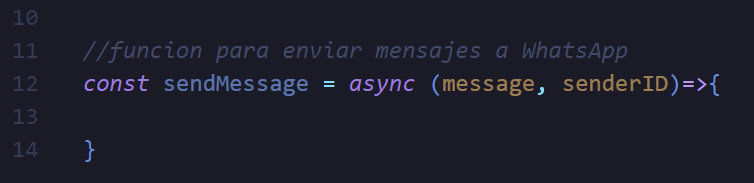 10
11 //funcion para enviar mensajes a WhatsApp
12 const sendMessage = async (message, senderID)=>{
13
14 }